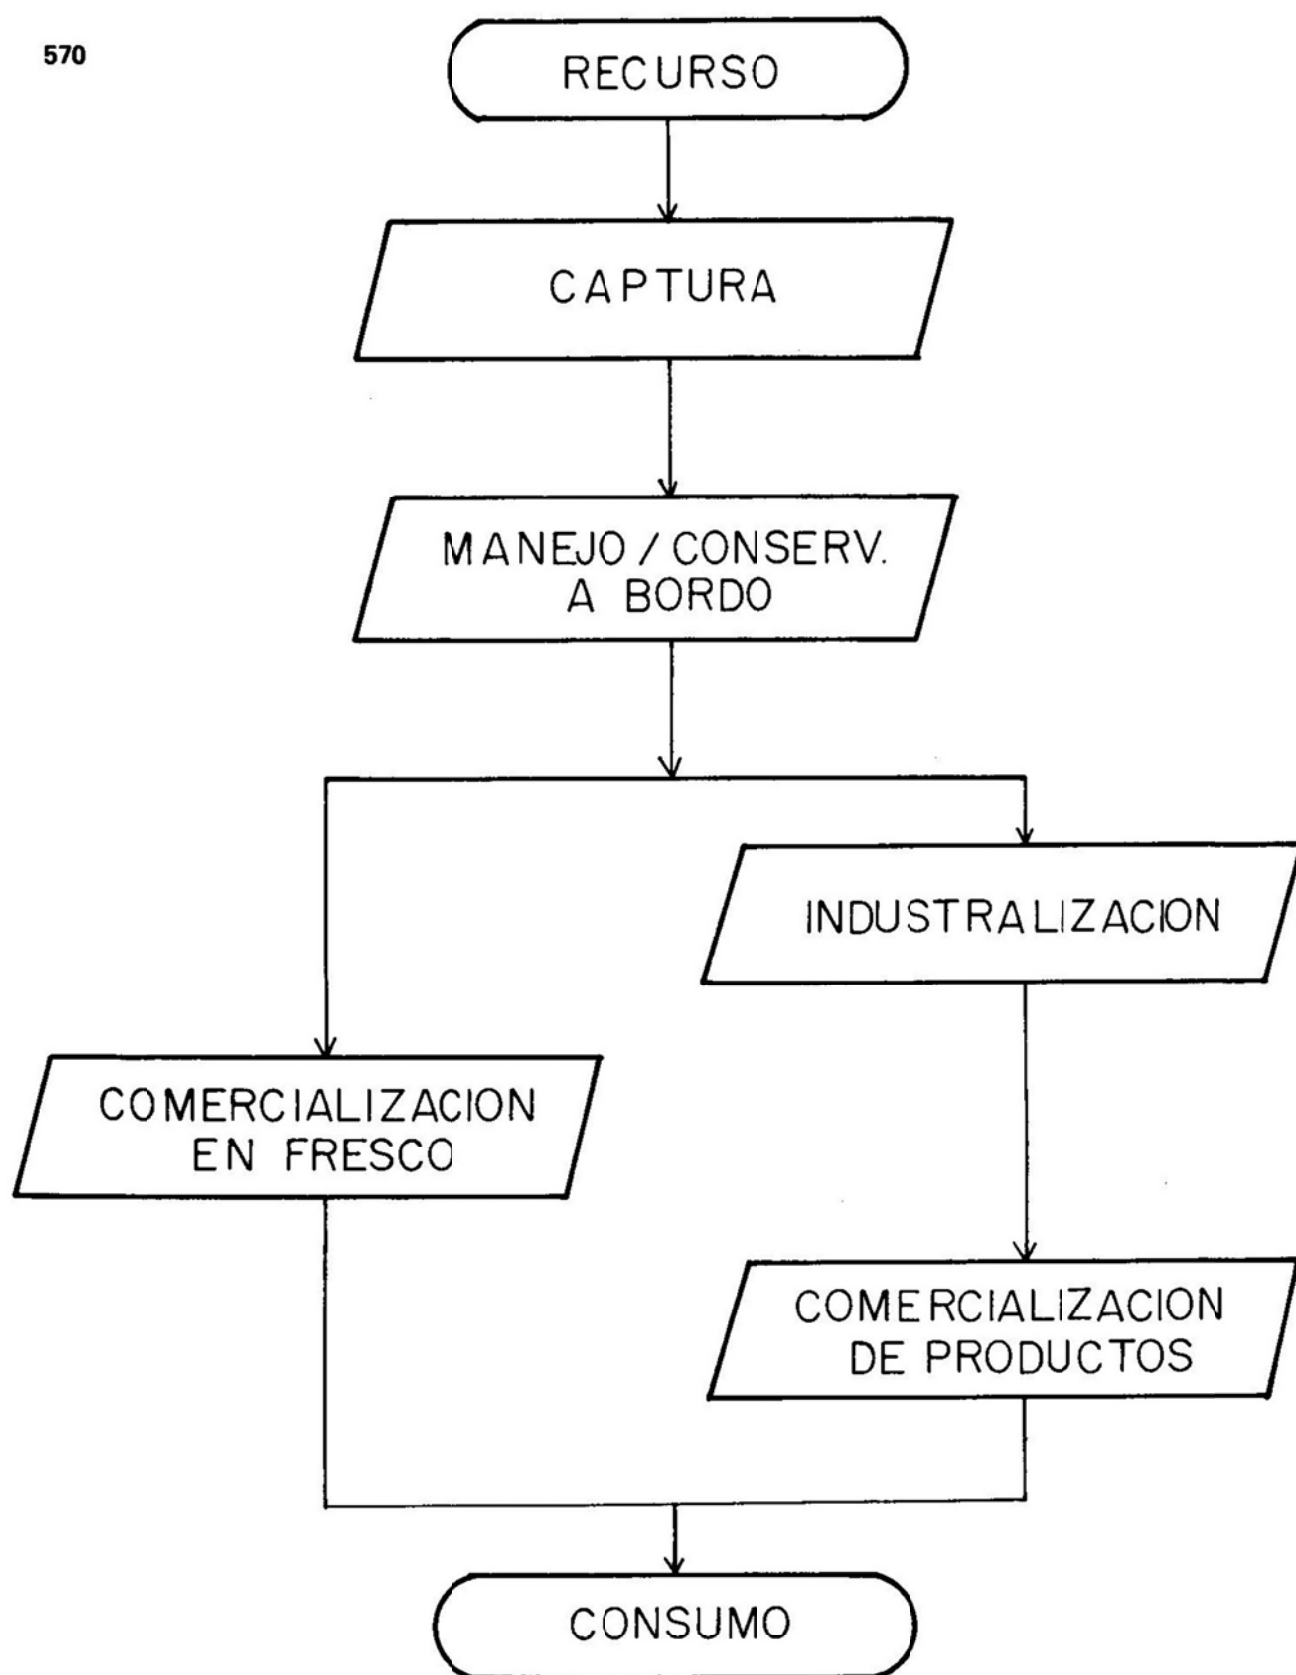 570
RECURSO
CAPTURA
MANEJO / CONSERV.
A BORDO
INDUSTRALIZACION
COMERCIALIZACION
EN FRESCO
COMERCIALIZACION
DE PRODUCTOS
CONSUMO